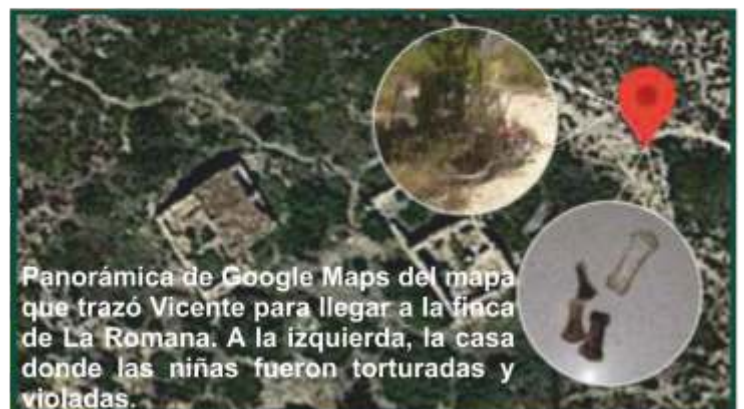 Panorámica de Google Maps del mapa
que trazó Vicente para llegar a la finca
de La Romana. A la izquierda, la casa
donde las niñas fueron torturadas y
violadas.